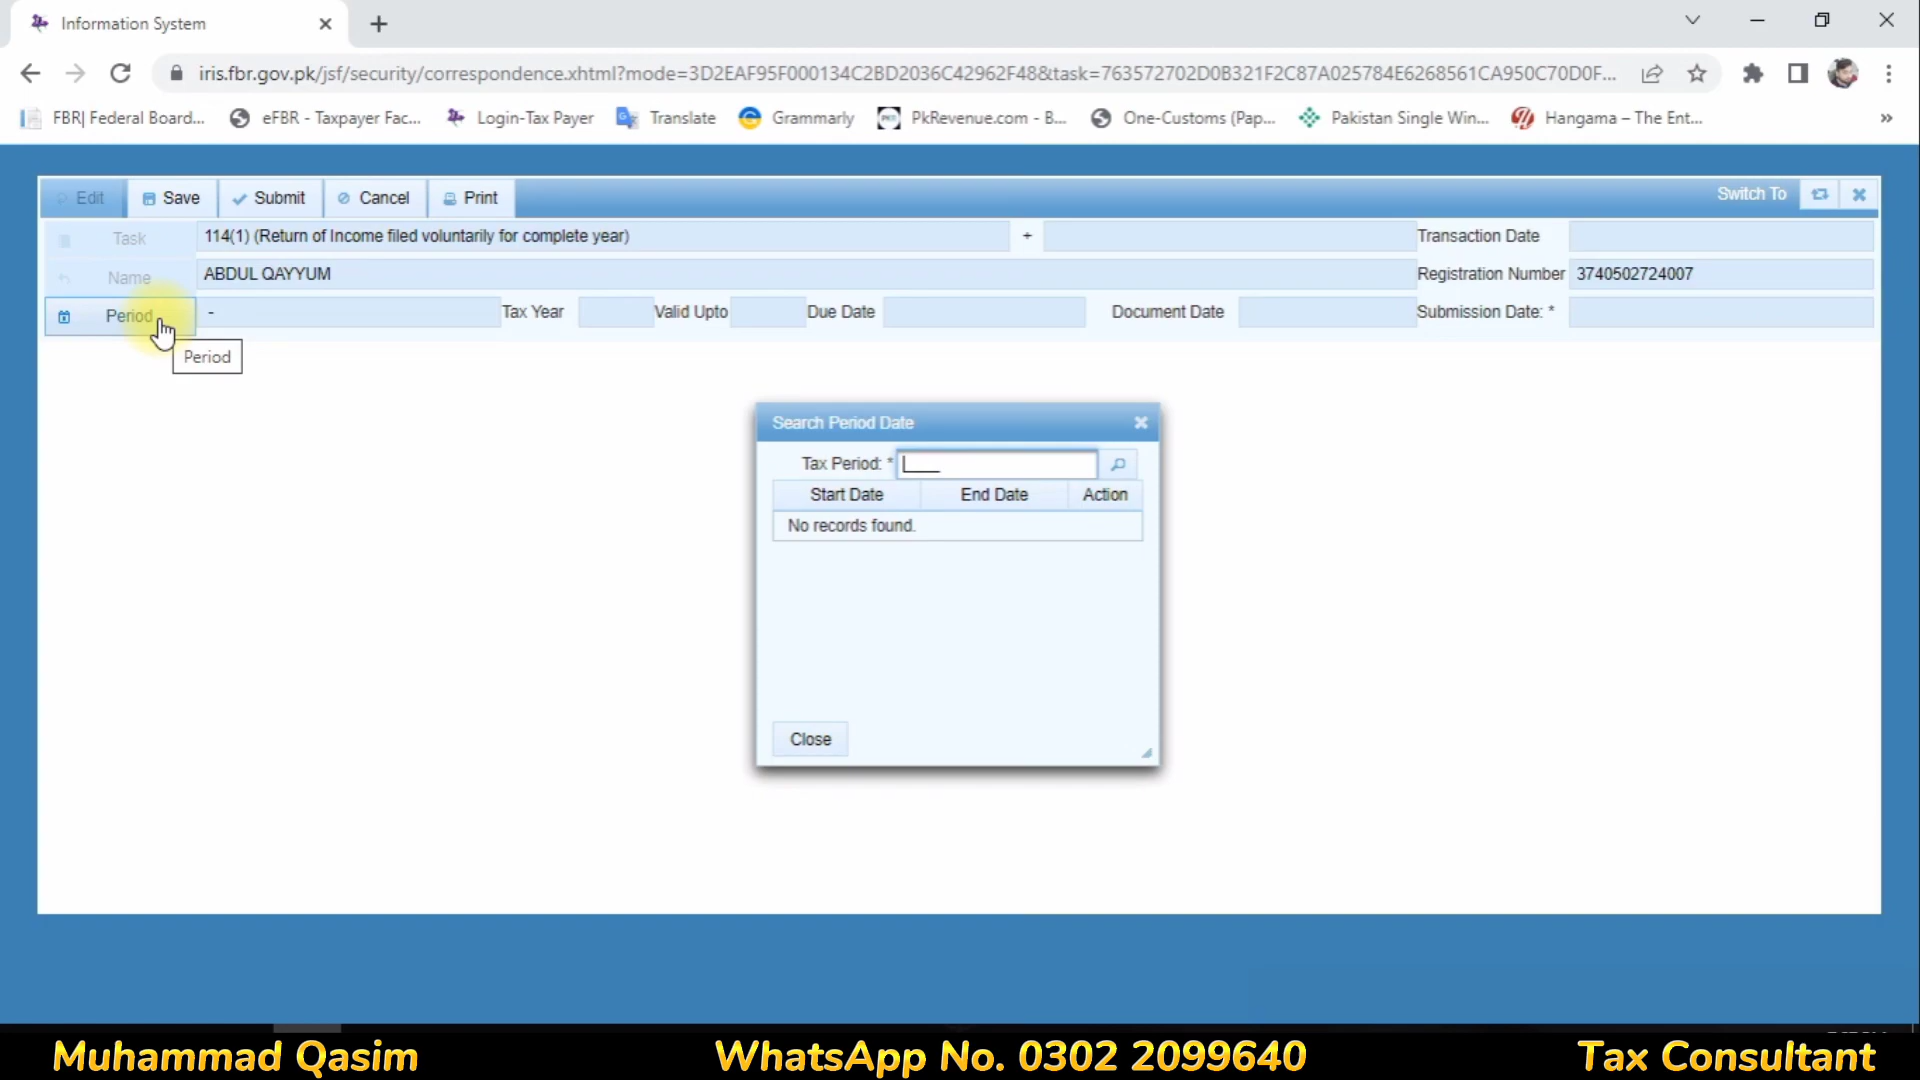 Information System
iris.fbr.gov.pk/jsf/security/correspondence.xhtml?mode=3D2EAF95F000134C2BD2036C42962F48&task=763572702D0B321F2C87A025784E6268561CA950C70D0F...
FBR| Federal Board... eFBR - Taxpayer Fac... Login-Tax Payer Translate Grammarly PkRevenue.com - B... One-Customs (Pap... Pakistan Single Win... Hangama – The Ent... »
Edit Save Submit Cancel Print Switch To
Task 114(1) (Return of Income filed voluntarily for complete year) + Transaction Date
Name ABDUL QAYYUM Registration Number 3740502724007
Period - Tax Year Valid Upto Due Date Document Date Submission Date: *
Period
Search Period Date
Tax Period: * ____
Start Date End Date Action
No records found.
Close
Muhammad Qasim WhatsApp No. 0302 2099640 Tax Consultant